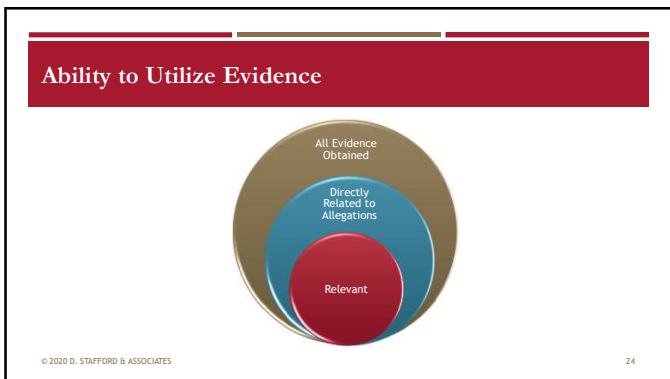 Ability to Utilize Evidence
All Evidence
Obtained
Directly
Related to
Allegations
Relevant
© 2020 D. STAFFORD & ASSOCIATES
24